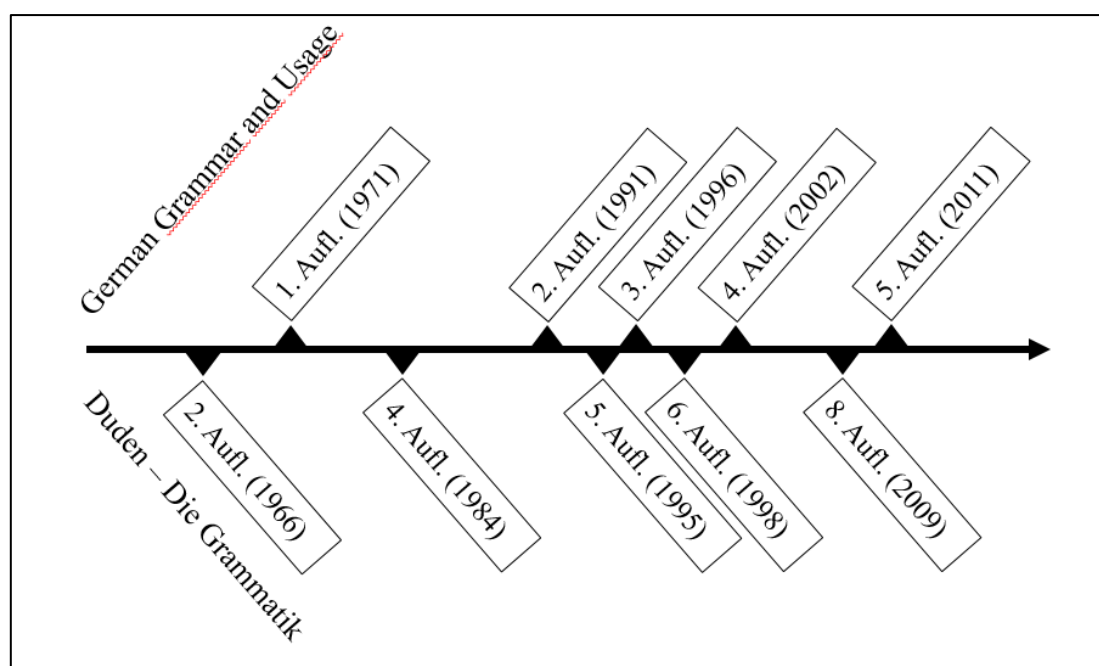 German Grammar and Usage
1. Aufl. (1971)
2. Aufl. (1991)
3. Aufl. (1996)
4. Aufl. (2002)
5. Aufl. (2011)
Duden – Die Grammatik
2. Aufl. (1966)
4. Aufl. (1984)
5. Aufl. (1995)
6. Aufl. (1998)
8. Aufl. (2009)